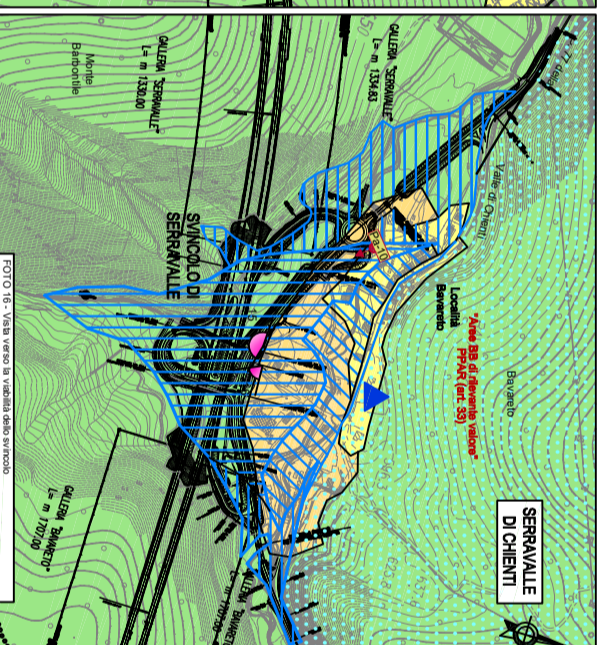 GALLERIA "SERRAVALLE"
L= m 1334.83
GALLERIA "SERRAVALLE"
L= m 1330.00
Monte
Barbontile
SVINCOLO DI
SERRAVALLE
Valle di Chienti
Località
Bavareto
"Aree BB di rilevante valore"
PPAR (art. 33)
Bavareto
SERRAVALLE
DI CHIENTI
GALLERIA "BAVARETO"
L= m 1707.00
FOTO 16 - Vista verso la viabilità dello svincolo